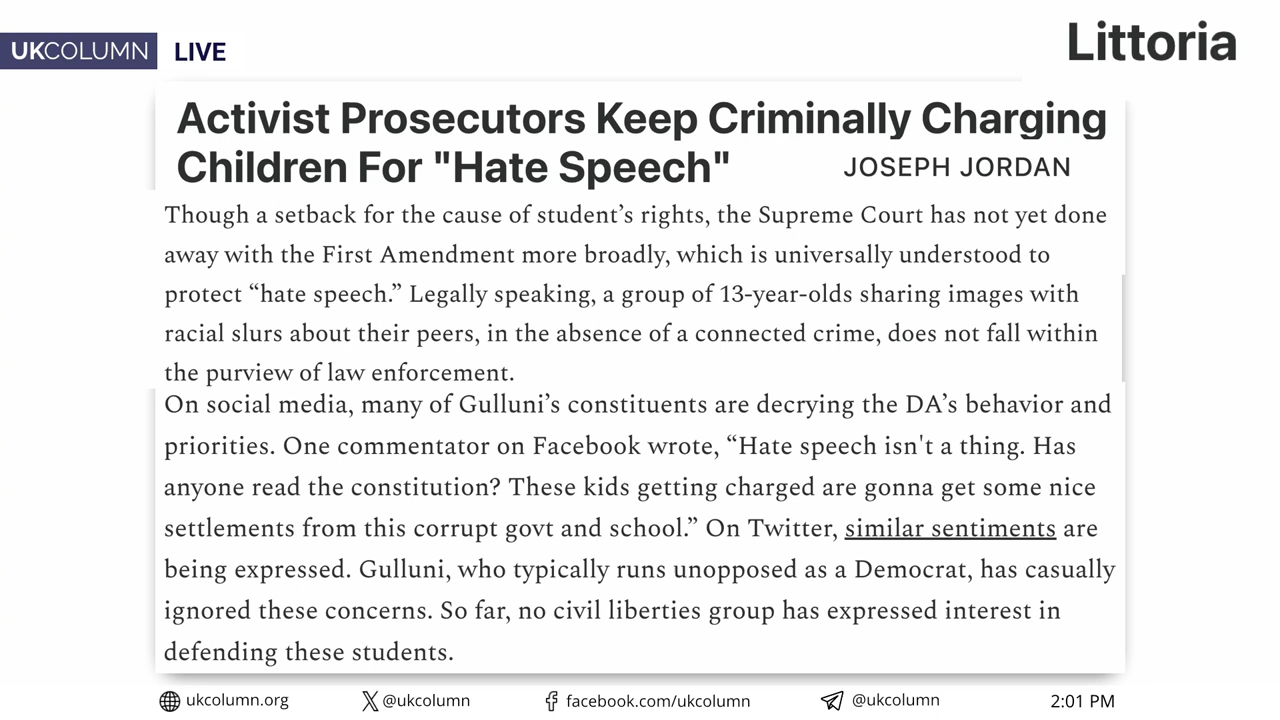 UKCOLUMN LIVE
Littoria
Activist Prosecutors Keep Criminally Charging
Children For "Hate Speech"
JOSEPH JORDAN
Though a setback for the cause of student’s rights, the Supreme Court has not yet done
away with the First Amendment more broadly, which is universally understood to
protect “hate speech.” Legally speaking, a group of 13-year-olds sharing images with
racial slurs about their peers, in the absence of a connected crime, does not fall within
the purview of law enforcement.
On social media, many of Gulluni’s constituents are decrying the DA’s behavior and
priorities. One commentator on Facebook wrote, “Hate speech isn't a thing. Has
anyone read the constitution? These kids getting charged are gonna get some nice
settlements from this corrupt govt and school.” On Twitter, similar sentiments are
being expressed. Gulluni, who typically runs unopposed as a Democrat, has casually
ignored these concerns. So far, no civil liberties group has expressed interest in
defending these students.
ukcolumn.org @ukcolumn facebook.com/ukcolumn @ukcolumn 2:01 PM